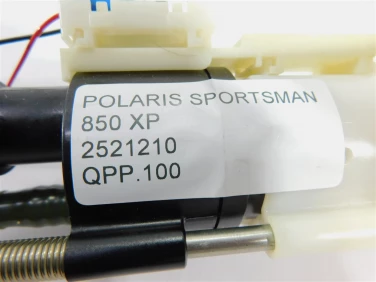 POLARIS SPORTSMAN
850 XP
2521210
QPP.100